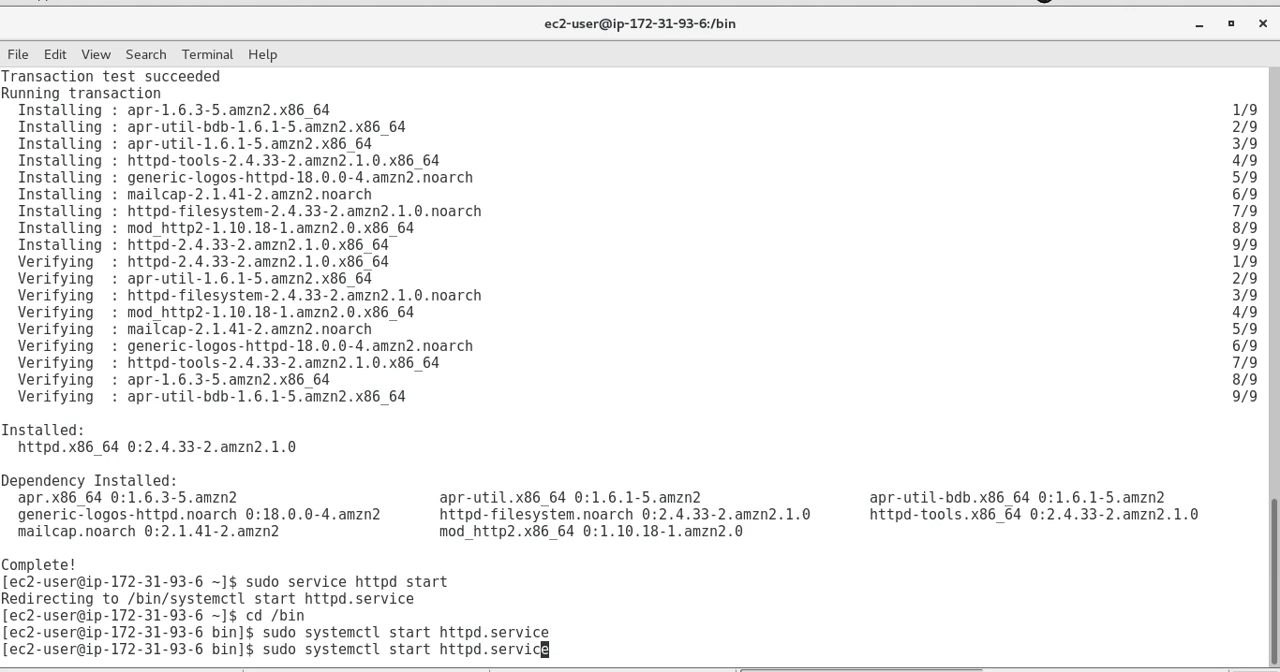 ec2-user@ip-172-31-93-6:/bin
File Edit View Search Terminal Help
Transaction test succeeded
Running transaction
  Installing : apr-1.6.3-5.amzn2.x86_64 1/9
  Installing : apr-util-bdb-1.6.1-5.amzn2.x86_64 2/9
  Installing : apr-util-1.6.1-5.amzn2.x86_64 3/9
  Installing : httpd-tools-2.4.33-2.amzn2.1.0.x86_64 4/9
  Installing : generic-logos-httpd-18.0.0-4.amzn2.noarch 5/9
  Installing : mailcap-2.1.41-2.amzn2.noarch 6/9
  Installing : httpd-filesystem-2.4.33-2.amzn2.1.0.noarch 7/9
  Installing : mod_http2-1.10.18-1.amzn2.0.x86_64 8/9
  Installing : httpd-2.4.33-2.amzn2.1.0.x86_64 9/9
  Verifying  : httpd-2.4.33-2.amzn2.1.0.x86_64 1/9
  Verifying  : apr-util-1.6.1-5.amzn2.x86_64 2/9
  Verifying  : httpd-filesystem-2.4.33-2.amzn2.1.0.noarch 3/9
  Verifying  : mod_http2-1.10.18-1.amzn2.0.x86_64 4/9
  Verifying  : mailcap-2.1.41-2.amzn2.noarch 5/9
  Verifying  : generic-logos-httpd-18.0.0-4.amzn2.noarch 6/9
  Verifying  : httpd-tools-2.4.33-2.amzn2.1.0.x86_64 7/9
  Verifying  : apr-1.6.3-5.amzn2.x86_64 8/9
  Verifying  : apr-util-bdb-1.6.1-5.amzn2.x86_64 9/9
Installed:
  httpd.x86_64 0:2.4.33-2.amzn2.1.0
Dependency Installed:
  apr.x86_64 0:1.6.3-5.amzn2 apr-util.x86_64 0:1.6.1-5.amzn2 apr-util-bdb.x86_64 0:1.6.1-5.amzn2
  generic-logos-httpd.noarch 0:18.0.0-4.amzn2 httpd-filesystem.noarch 0:2.4.33-2.amzn2.1.0 httpd-tools.x86_64 0:2.4.33-2.amzn2.1.0
  mailcap.noarch 0:2.1.41-2.amzn2 mod_http2.x86_64 0:1.10.18-1.amzn2.0
Complete!
[ec2-user@ip-172-31-93-6 ~]$ sudo service httpd start
Redirecting to /bin/systemctl start httpd.service
[ec2-user@ip-172-31-93-6 ~]$ cd /bin
[ec2-user@ip-172-31-93-6 bin]$ sudo systemctl start httpd.service
[ec2-user@ip-172-31-93-6 bin]$ sudo systemctl start httpd.service